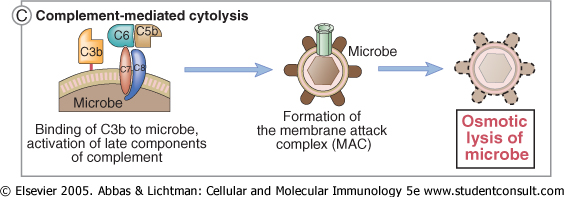 C Complement-mediated cytolysis
C3b
C6
C5b
C7
C8
Microbe
Binding of C3b to microbe,
activation of late components
of complement
Microbe
Formation of
the membrane attack
complex (MAC)
Osmotic
lysis of
microbe
© Elsevier 2005. Abbas & Lichtman: Cellular and Molecular Immunology 5e www.studentconsult.com